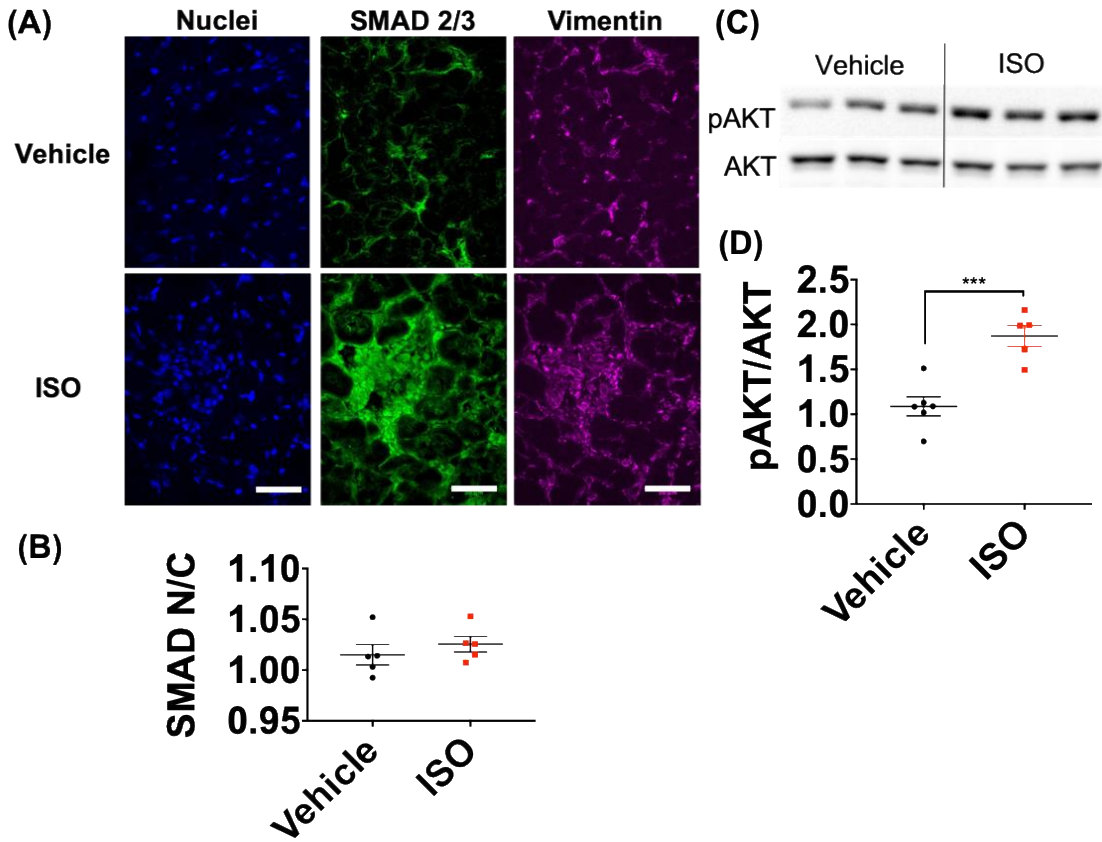 (A)
Nuclei
SMAD 2/3
Vimentin
Vehicle
ISO
(B)
SMAD N/C
1.10
1.05
1.00
0.95
Vehicle
ISO
(C)
Vehicle
ISO
pAKT
AKT
(D)
pAKT/AKT
2.5
2.0
1.5
1.0
0.5
0.0
***
Vehicle
ISO